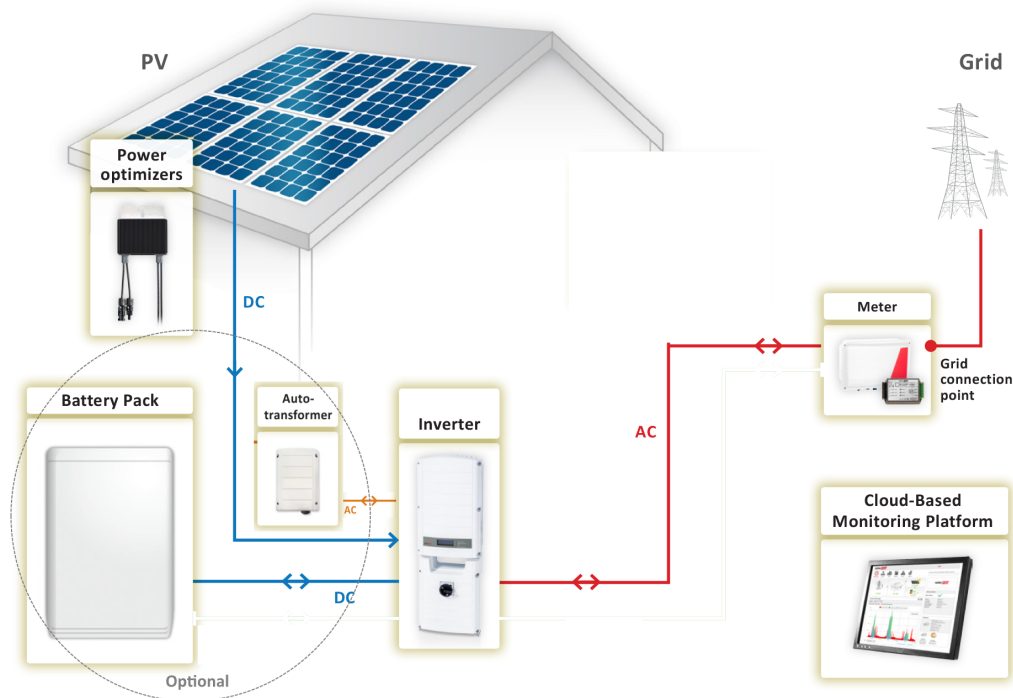 PV
Grid
Power
optimizers
DC
Meter
Grid
connection
point
Battery Pack
Auto-
transformer
Inverter
AC
AC
Cloud-Based
Monitoring Platform
DC
Optional